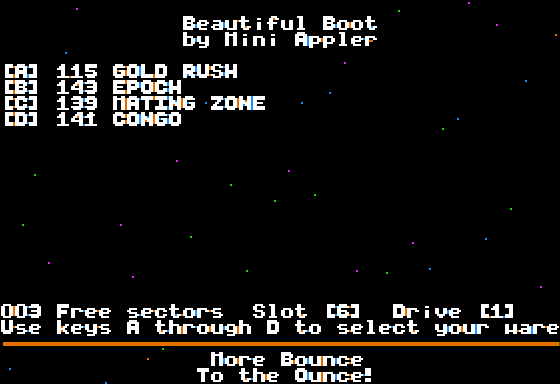 Beautiful Boot
by Mini Appler
[A] 115 GOLD RUSH
[B] 143 EPOCH
[C] 139 MATING ZONE
[D] 141 CONGO
003 Free sectors Slot [6] Drive [1]
Use keys A through D to select your ware
More Bounce
To the Ounce!